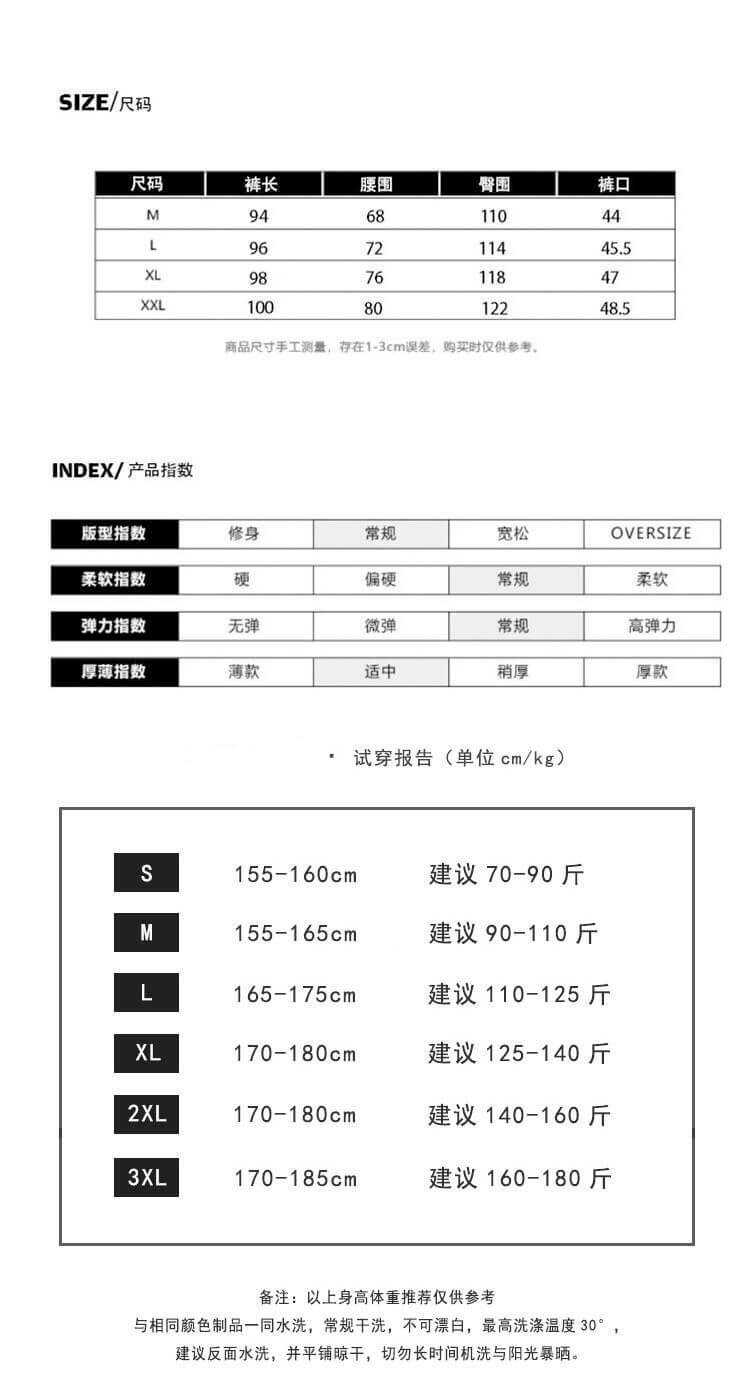 SIZE/尺码
尺码 裤长 腰围 臀围 裤口
M 94 68 110 44
L 96 72 114 45.5
XL 98 76 118 47
XXL 100 80 122 48.5
商品尺寸手工测量，存在1-3cm误差，购买时仅供参考。
INDEX/产品指数
版型指数 修身 常规 宽松 OVERSIZE
柔软指数 硬 偏硬 常规 柔软
弹力指数 无弹 微弹 常规 高弹力
厚薄指数 薄款 适中 稍厚 厚款
· 试穿报告（单位cm/kg）
S 155-160cm 建议 70-90 斤
M 155-165cm 建议 90-110 斤
L 165-175cm 建议 110-125 斤
XL 170-180cm 建议 125-140 斤
2XL 170-180cm 建议 140-160 斤
3XL 170-185cm 建议 160-180 斤
备注：以上身高体重推荐仅供参考
与相同颜色制品一同水洗，常规干洗，不可漂白，最高洗涤温度30°，
建议反面水洗，并平铺晾干，切勿长时间机洗与阳光暴晒。